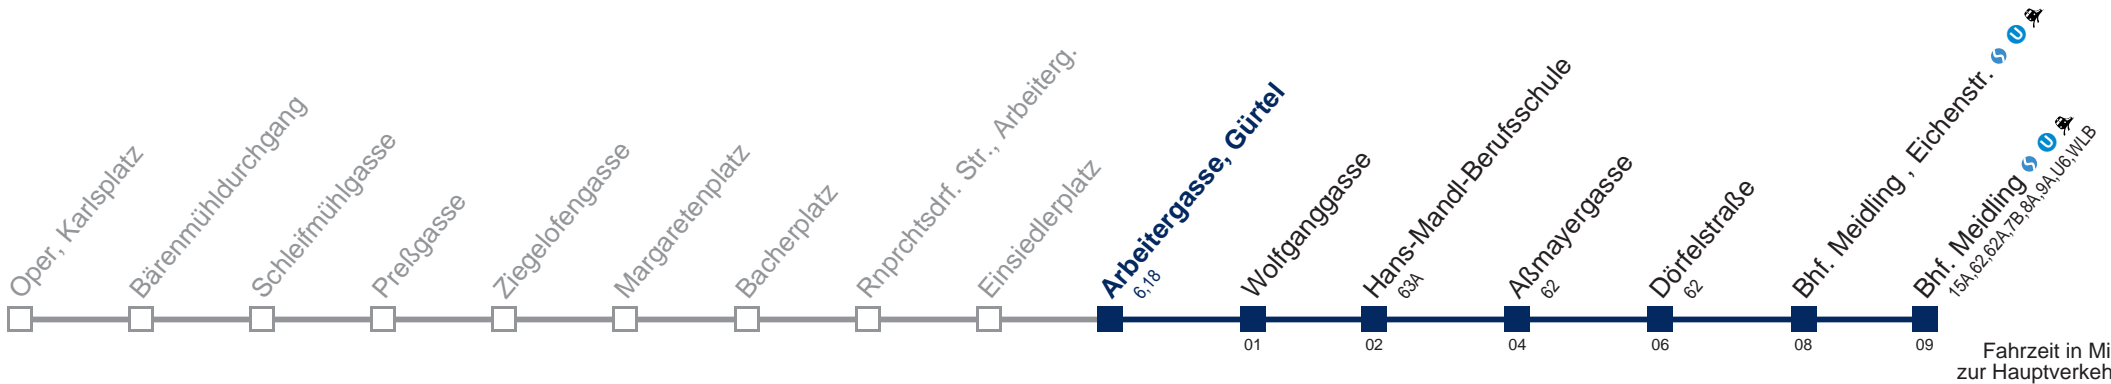 Oper, Karlsplatz
Bärenmühldurchgang
Schleifmühlgasse
Preßgasse
Ziegelofengasse
Margaretenplatz
Bacherplatz
Rnprchtsdrf. Str., Arbeiterg.
Einsiedlerplatz
Arbeitergasse, Gürtel
6,18
Wolfganggasse
Hans-Mandl-Berufsschule
63A
Aßmayergasse
62
Dörfelstraße
62
Bhf. Meidling , Eichenstr. S U
Bhf. Meidling S U
15A,62,62A,7B,8A,9A,U6,WLB
01
02
04
06
08
09
Fahrzeit in Mi
zur Hauptverkeh